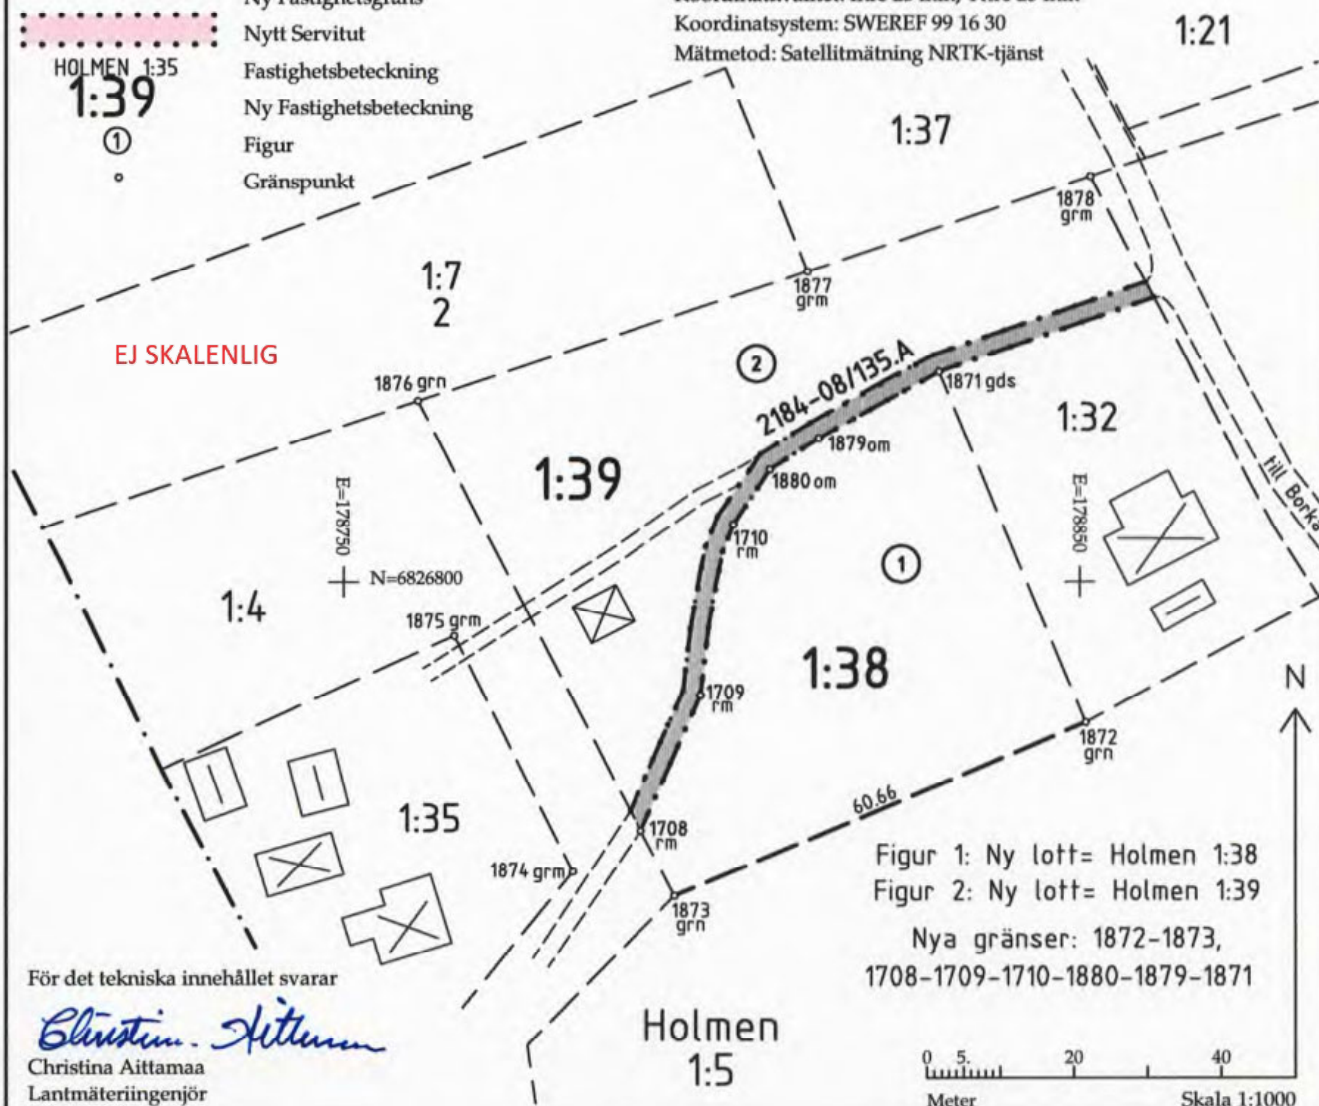 Ny Fastighetsgräns
Nytt Servitut
HOLMEN 1:35
Fastighetsbeteckning
1:39
Ny Fastighetsbeteckning
1
Figur
Gränspunkt
Koordinatsystem: SWEREF 99 16 30
Mätmetod: Satellitmätning NRTK-tjänst
1:21
1:37
1878
grm
1:7
2
1877
grm
EJ SKALENLIG
2
1876 grn
2184-08/135.A
1871 gds
1:32
1879 om
1:39
1880 om
till Borka
E=178750
E=178850
1710
rm
1
N=6826800
1:4
1875 grm
1:38
1709
rm
N
1872
grn
60.66
1:35
1708
rm
1874 grm
1873
grn
Figur 1: Ny lott= Holmen 1:38
Figur 2: Ny lott= Holmen 1:39
Nya gränser: 1872-1873,
1708-1709-1710-1880-1879-1871
För det tekniska innehållet svarar
Christina Aittamaa
Christina Aittamaa
Lantmäteriingenjör
Holmen
1:5
0 5. 20 40
Meter Skala 1:1000